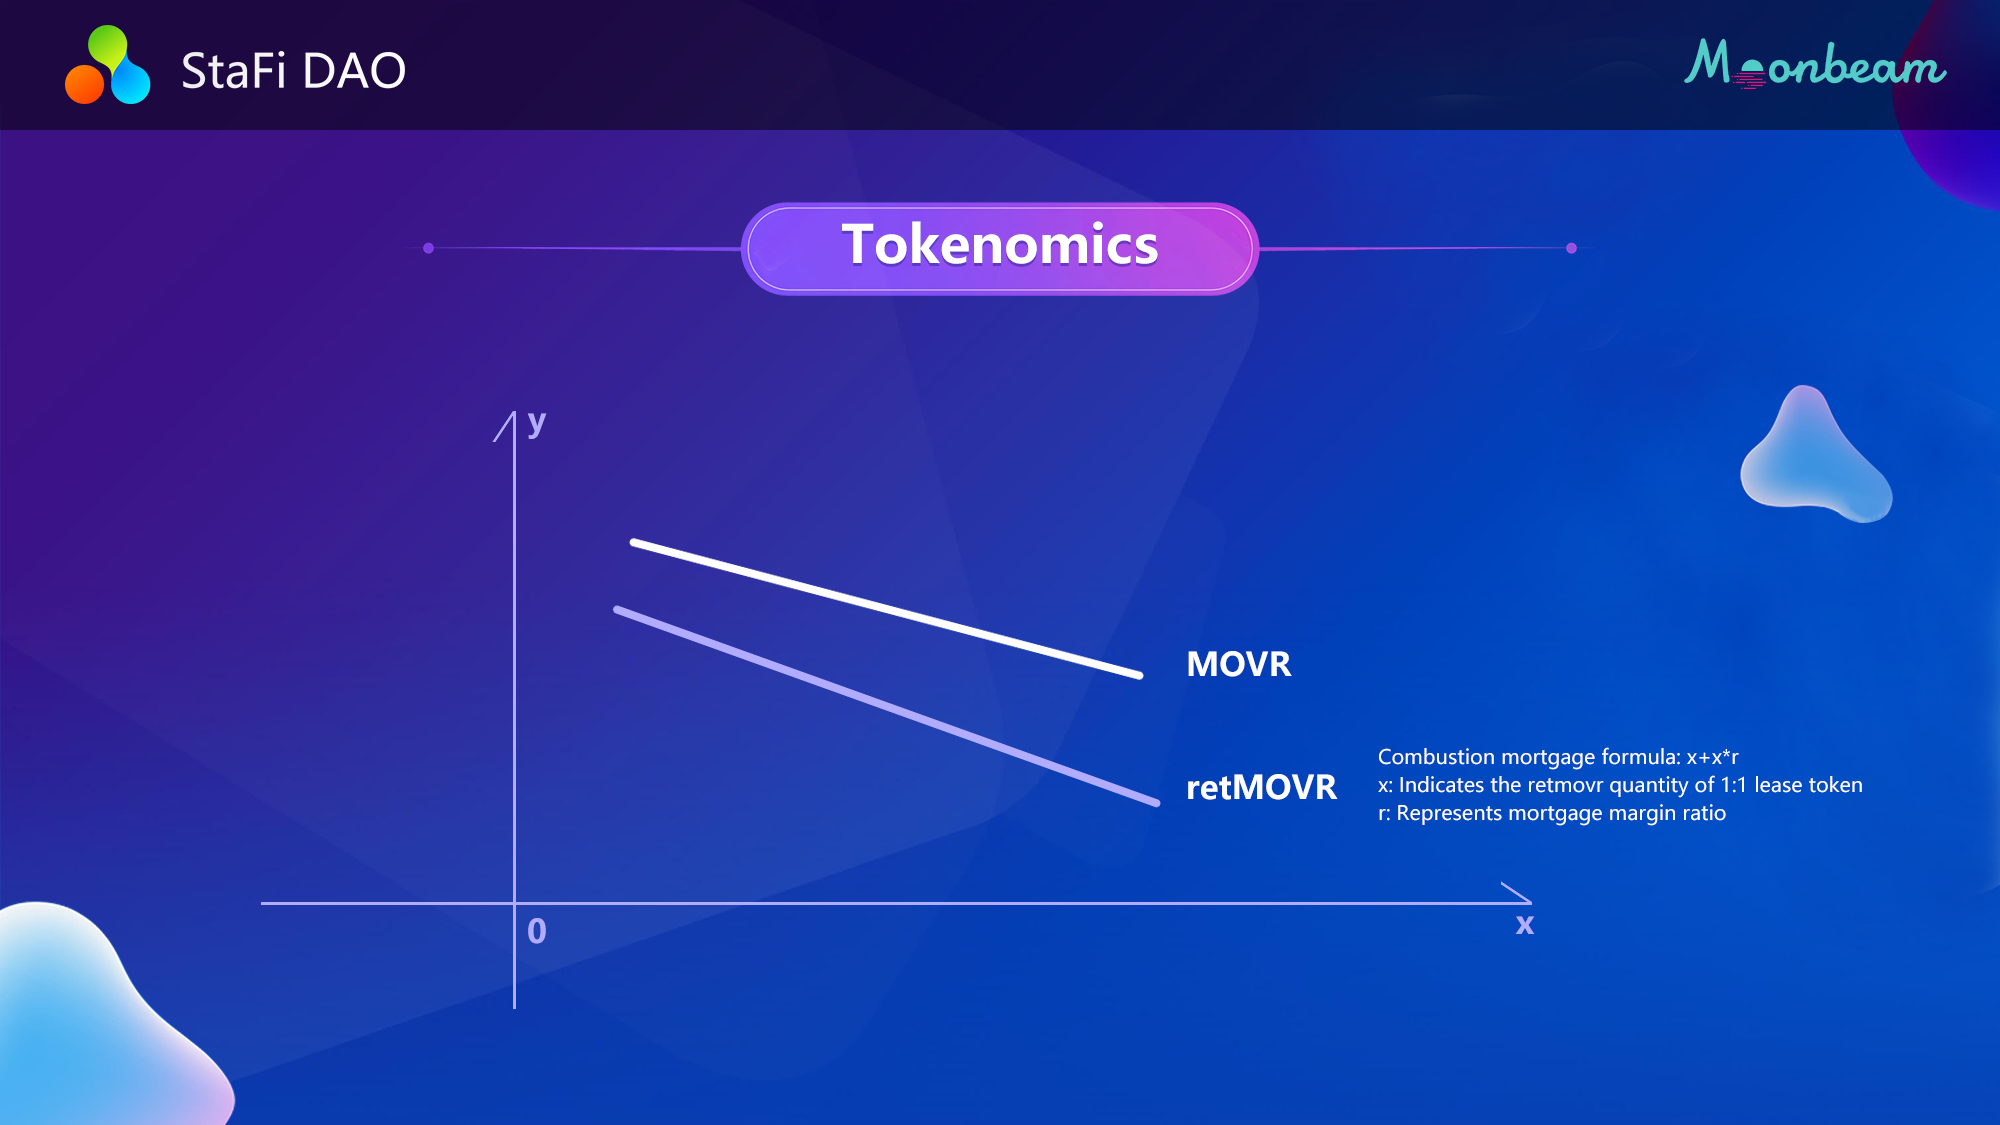 StaFi DAO
Moonbeam
Tokenomics
y
MOVR
retMOVR
Combustion mortgage formula: x+x*r
x: Indicates the retmovr quantity of 1:1 lease token
r: Represents mortgage margin ratio
0
x